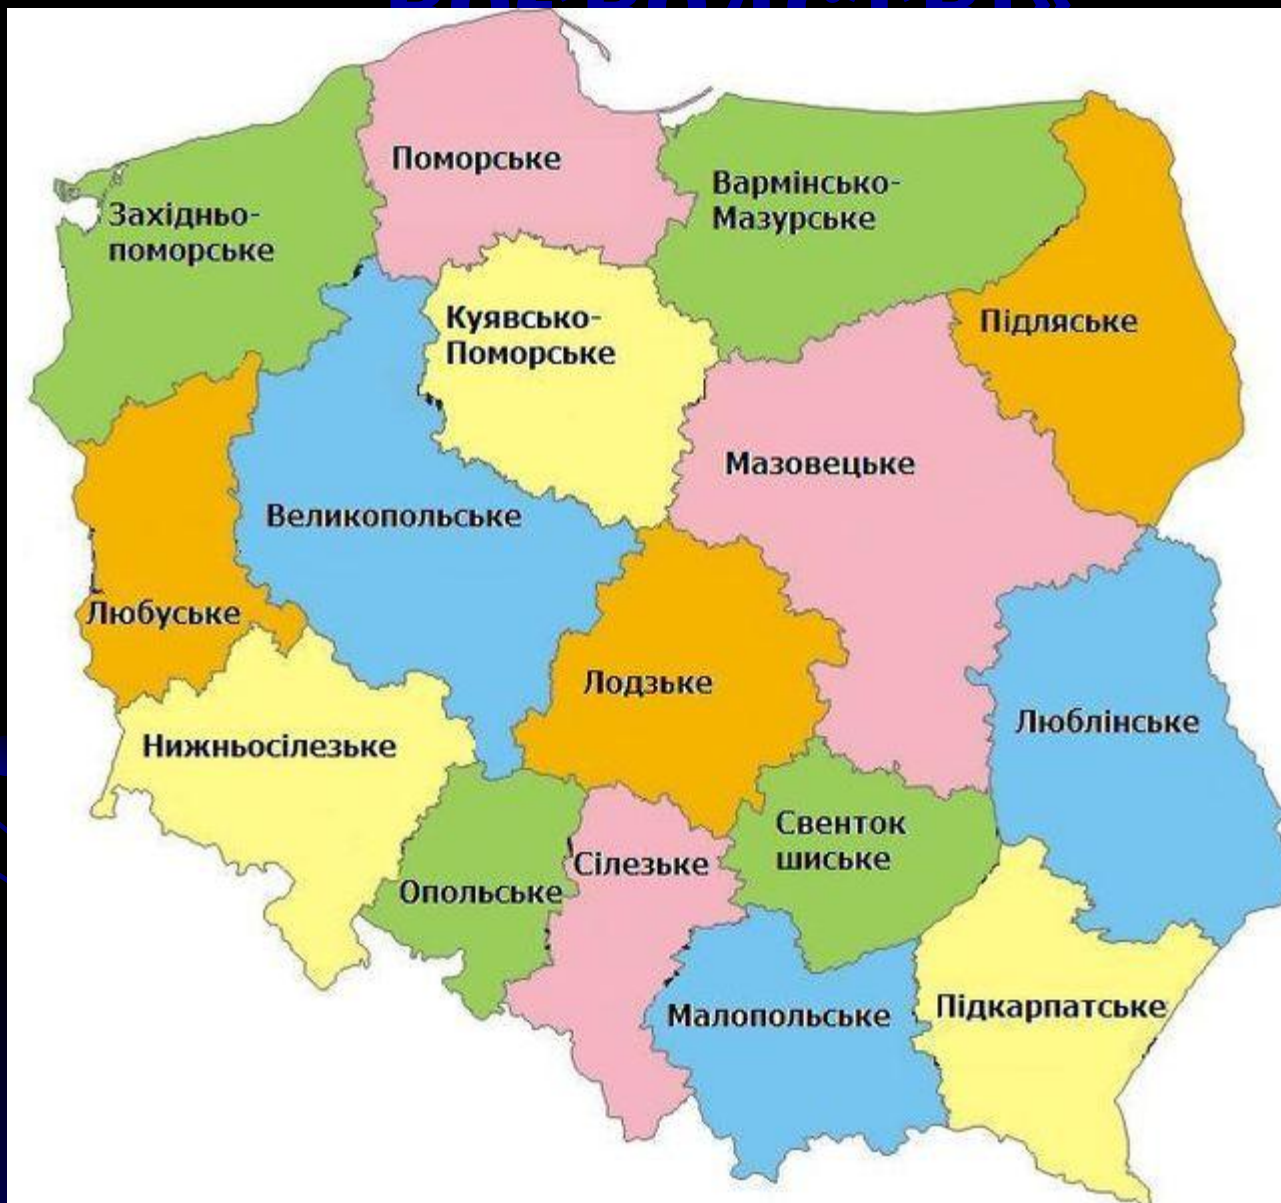 Поморське
Вармінсько-
Мазурське
Західньо-
поморське
Куявсько-
Поморське
Підляське
Мазовецьке
Великопольське
Любуське
Лодзьке
Люблінське
Нижньосілезьке
Свенток
шиське
Сілезьке
Опольське
Малопольське
Підкарпатське